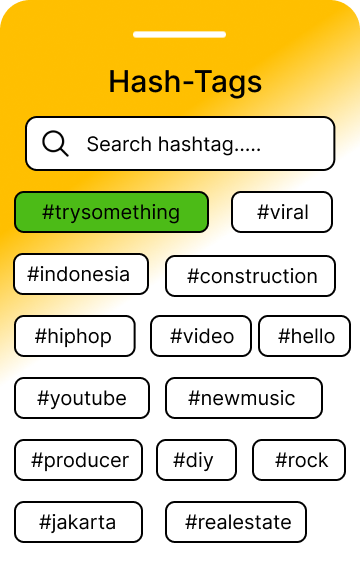 Hash-Tags
Search hashtag.....
#trysomething #viral
#indonesia #construction
#hiphop #video #hello
#youtube #newmusic
#producer #diy #rock
#jakarta #realestate